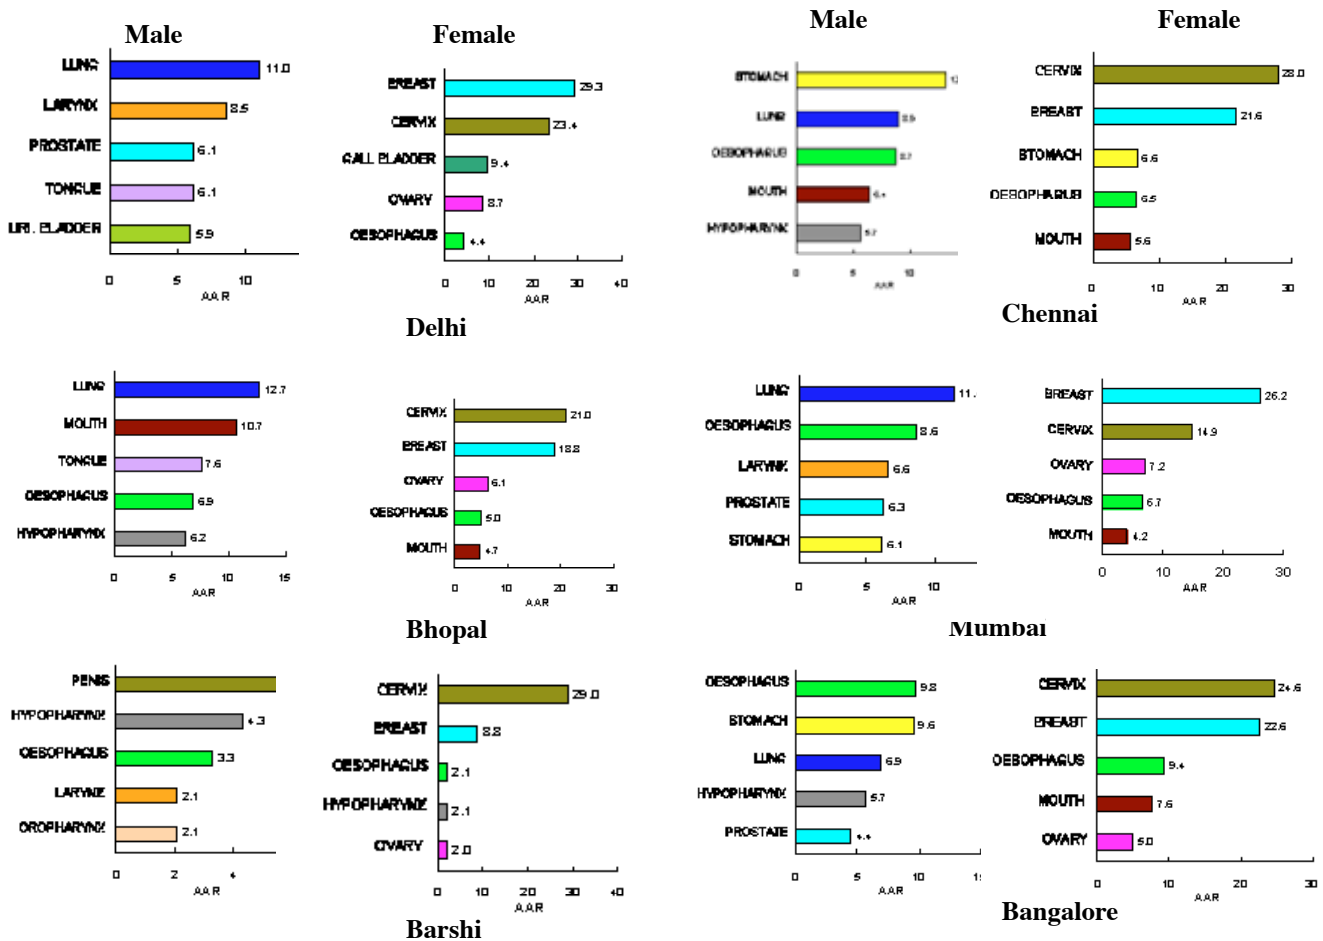 Male
Female
LUNG 11.0
LARYNX 8.5
PROSTATE 6.1
TONGUE 6.1
URI. BLADDER 5.9
0 5 10
AAR
BREAST 29.3
CERVIX 23.4
GALL BLADDER 9.4
OVARY 8.7
OESOPHAGUS 4.4
0 10 20 30 40
AAR
Delhi
Male
Female
STOMACH
LUNG 8.9
OESOPHAGUS 8.7
MOUTH 6.4
HYPOPHARYNX 5.7
0 5 10
AAR
CERVIX 28.0
BREAST 21.6
STOMACH 6.6
OESOPHAGUS 6.5
MOUTH 5.6
0 10 20 30
AAR
Chennai
LUNG 12.7
MOUTH 10.7
TONGUE 7.6
OESOPHAGUS 6.9
HYPOPHARYNX 6.2
0 5 10 15
AAR
CERVIX 21.0
BREAST 18.8
OVARY 6.1
OESOPHAGUS 5.0
MOUTH 4.7
0 10 20 30
AAR
Bhopal
LUNG 11.
OESOPHAGUS 8.6
LARYNX 6.6
PROSTATE 6.3
STOMACH 6.1
0 5 10
AAR
BREAST 26.2
CERVIX 14.9
OVARY 7.2
OESOPHAGUS 6.7
MOUTH 4.2
0 10 20 30
AAR
Mumbai
PENIS
HYPOPHARYNX 4.3
OESOPHAGUS 3.3
LARYNX 2.1
OROPHARYNX 2.1
0 2 4
AAR
CERVIX 29.0
BREAST 8.8
OESOPHAGUS 2.1
HYPOPHARYNX 2.1
OVARY 2.0
0 10 20 30 40
AAR
Barshi
OESOPHAGUS 9.8
STOMACH 9.6
LUNG 6.9
HYPOPHARYNX 5.7
PROSTATE 4.4
0 5 10
AAR
CERVIX 24.6
BREAST 22.6
OESOPHAGUS 9.4
MOUTH 7.6
OVARY 5.0
0 10 20 30
AAR
Bangalore